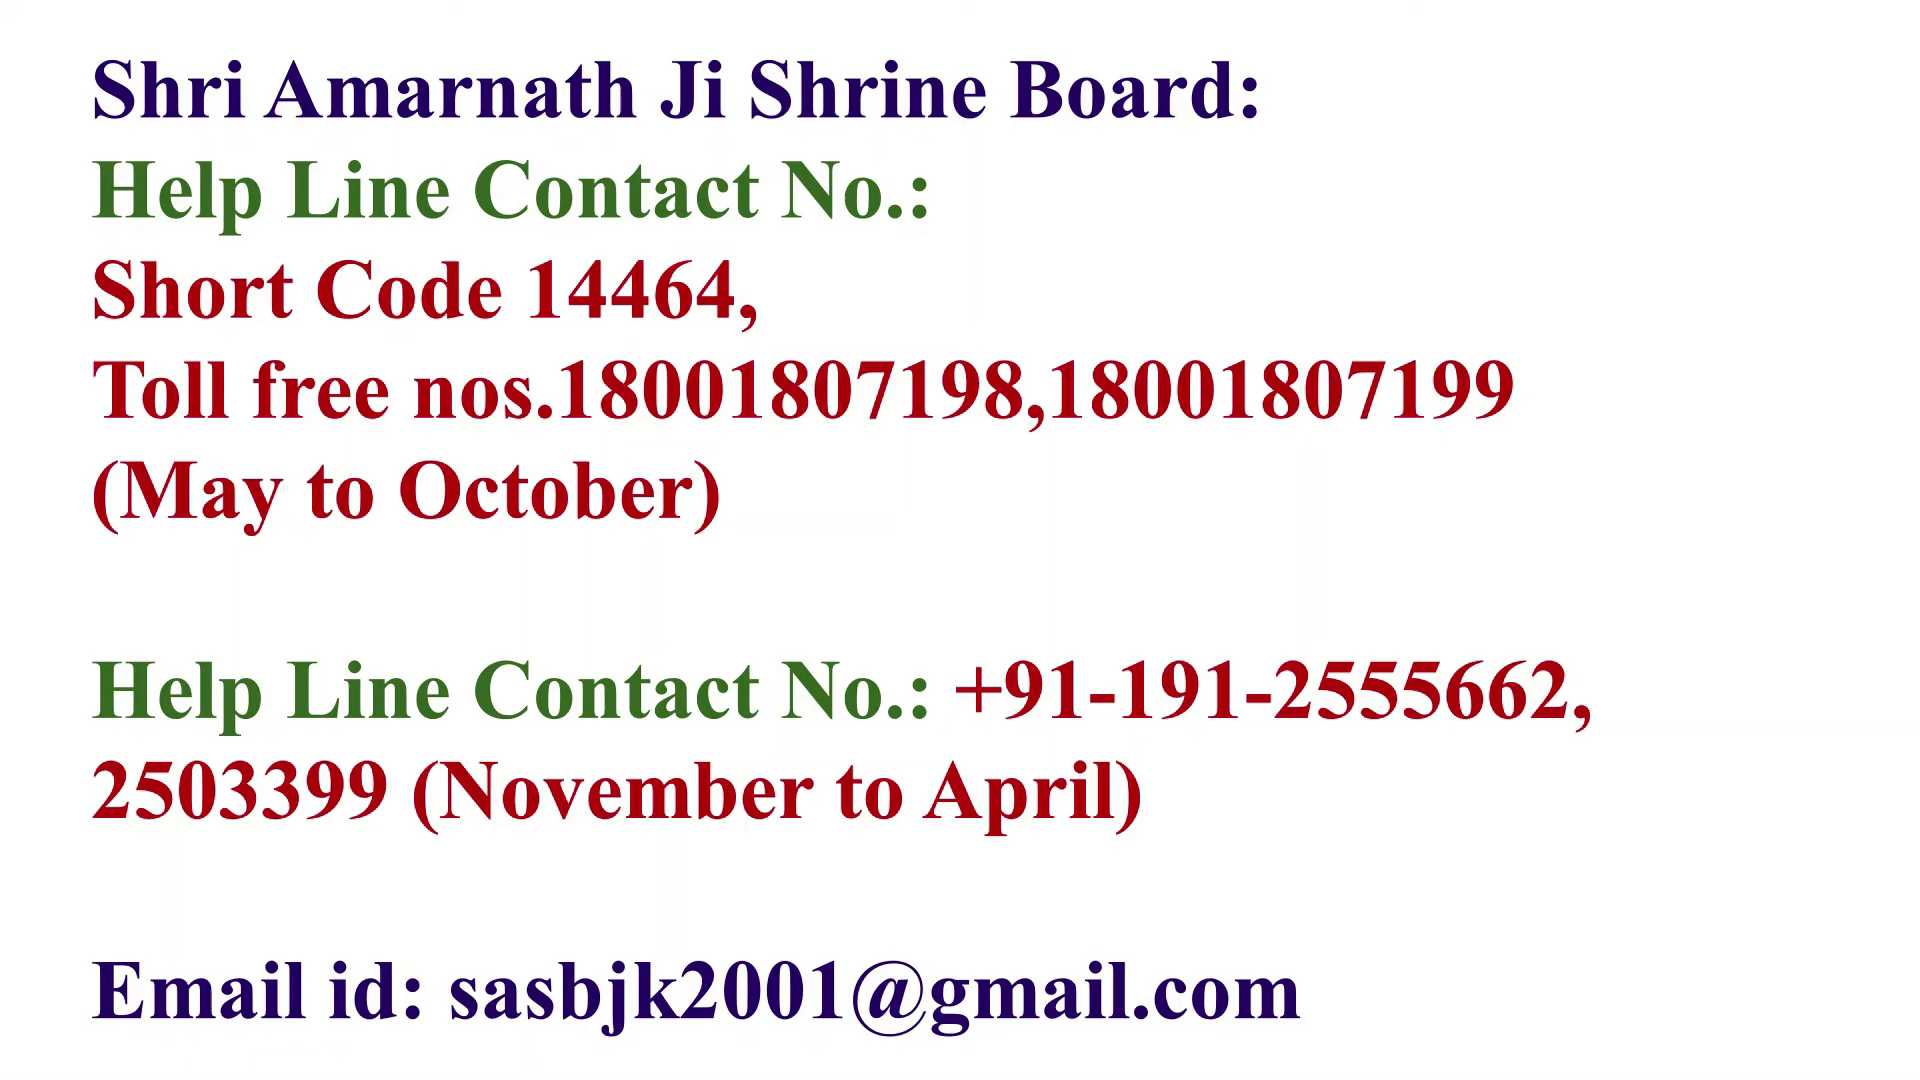 Shri Amarnath Ji Shrine Board:
Help Line Contact No.:
Short Code 14464,
Toll free nos.18001807198,18001807199
(May to October)
Help Line Contact No.: +91-191-2555662,
2503399 (November to April)
Email id: sasbjk2001@gmail.com